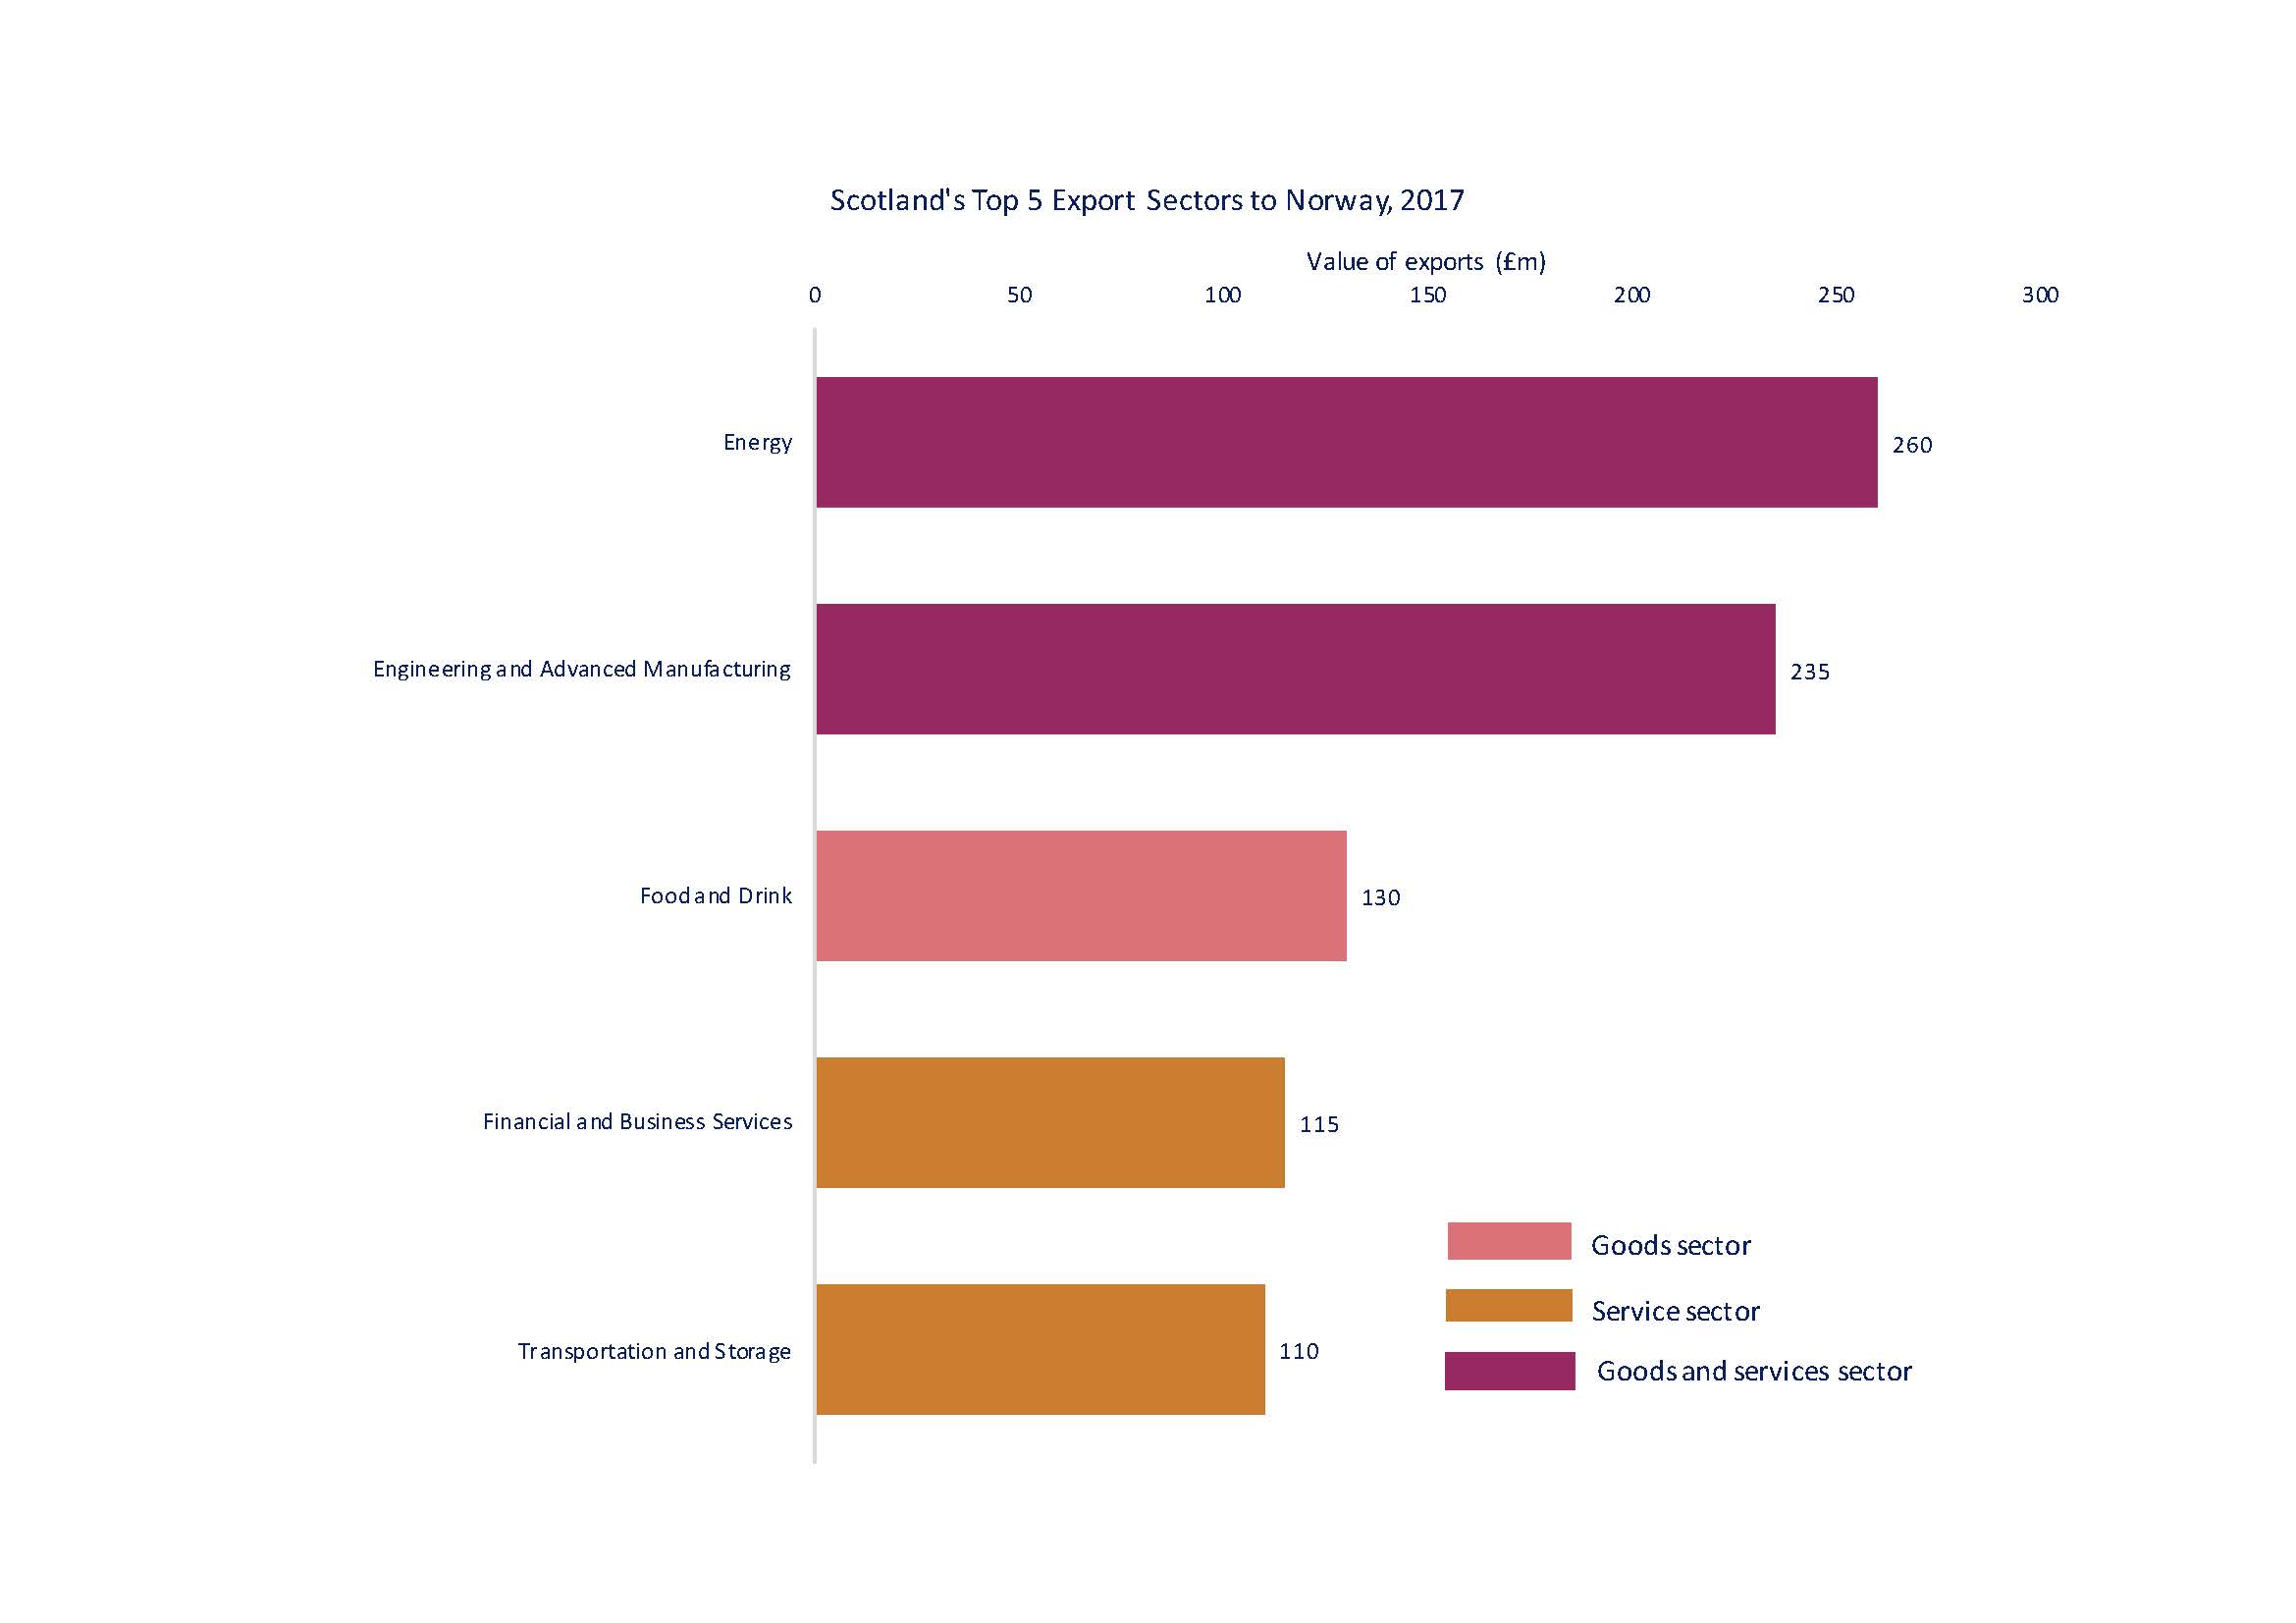 Scotland's Top 5 Export Sectors to Norway, 2017
Value of exports (£m)
0 50 100 150 200 250 300
Energy 260
Engineering and Advanced Manufacturing 235
Food and Drink 130
Financial and Business Services 115
Transportation and Storage 110
Goods sector
Service sector
Goods and services sector